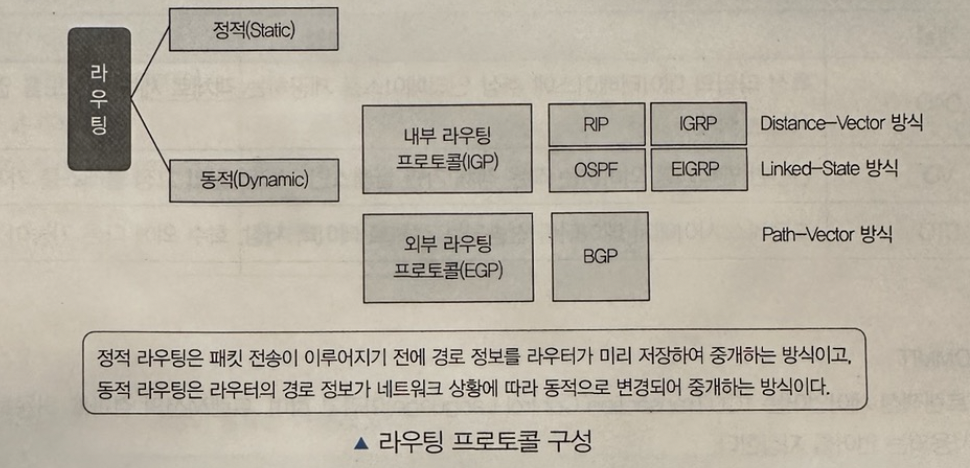 라우팅
정적(Static)
동적(Dynamic)
내부 라우팅
프로토콜(IGP)
RIP
IGRP
Distance-Vector 방식
OSPF
EIGRP
Linked-State 방식
외부 라우팅
프로토콜(EGP)
BGP
Path-Vector 방식
정적 라우팅은 패킷 전송이 이루어지기 전에 경로 정보를 라우터가 미리 저장하여 중개하는 방식이고,
동적 라우팅은 라우터의 경로 정보가 네트워크 상황에 따라 동적으로 변경되어 중개하는 방식이다.
▲ 라우팅 프로토콜 구성